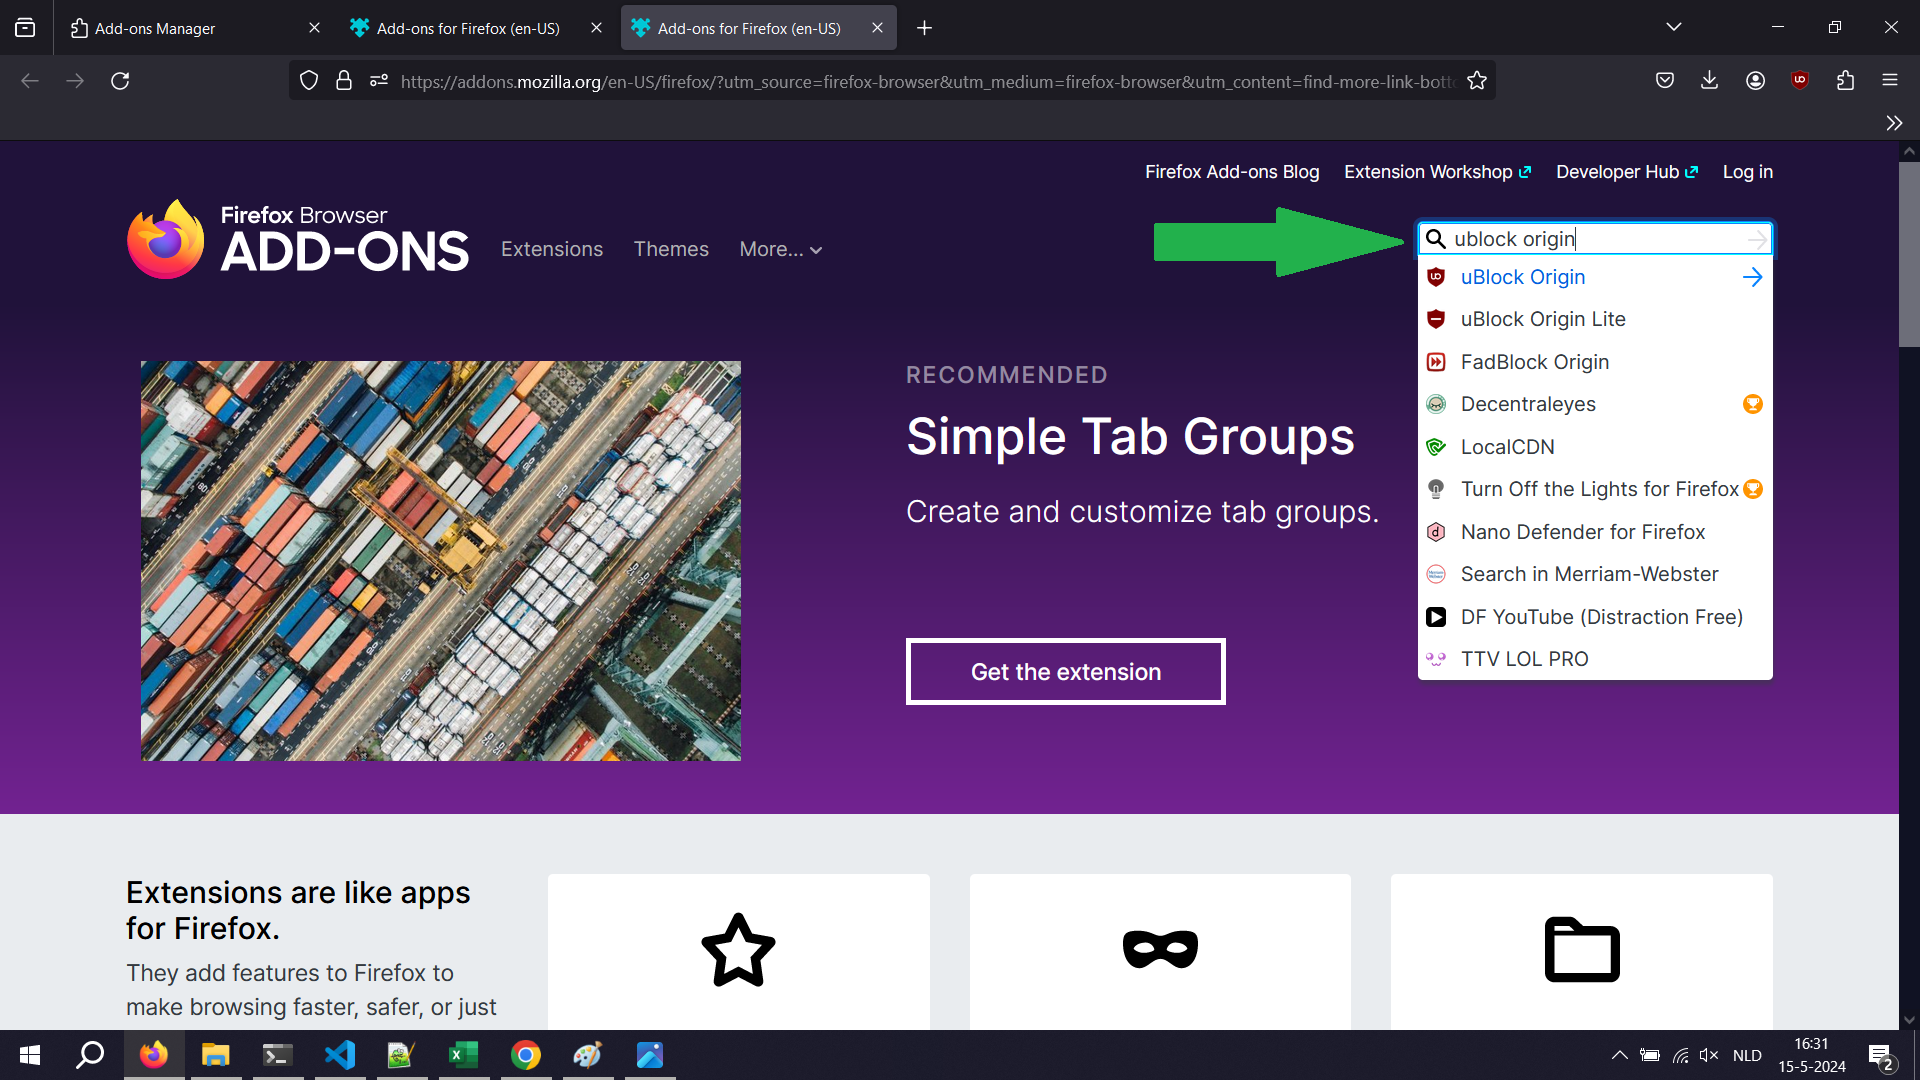 Add-ons Manager
Add-ons for Firefox (en-US)
Add-ons for Firefox (en-US)
https://addons.mozilla.org/en-US/firefox/?utm_source=firefox-browser&utm_medium=firefox-browser&utm_content=find-more-link-bott
Firefox Add-ons Blog
Extension Workshop
Developer Hub
Log in
Firefox Browser
ADD-ONS
Extensions
Themes
More...
ublock origin
uBlock Origin
uBlock Origin Lite
FadBlock Origin
Decentraleyes
LocalCDN
Turn Off the Lights for Firefox
Nano Defender for Firefox
Search in Merriam-Webster
DF YouTube (Distraction Free)
TTV LOL PRO
RECOMMENDED
Simple Tab Groups
Create and customize tab groups.
Get the extension
Extensions are like apps
for Firefox.
They add features to Firefox to
make browsing faster, safer, or just
NLD
16:31
15-5-2024
2